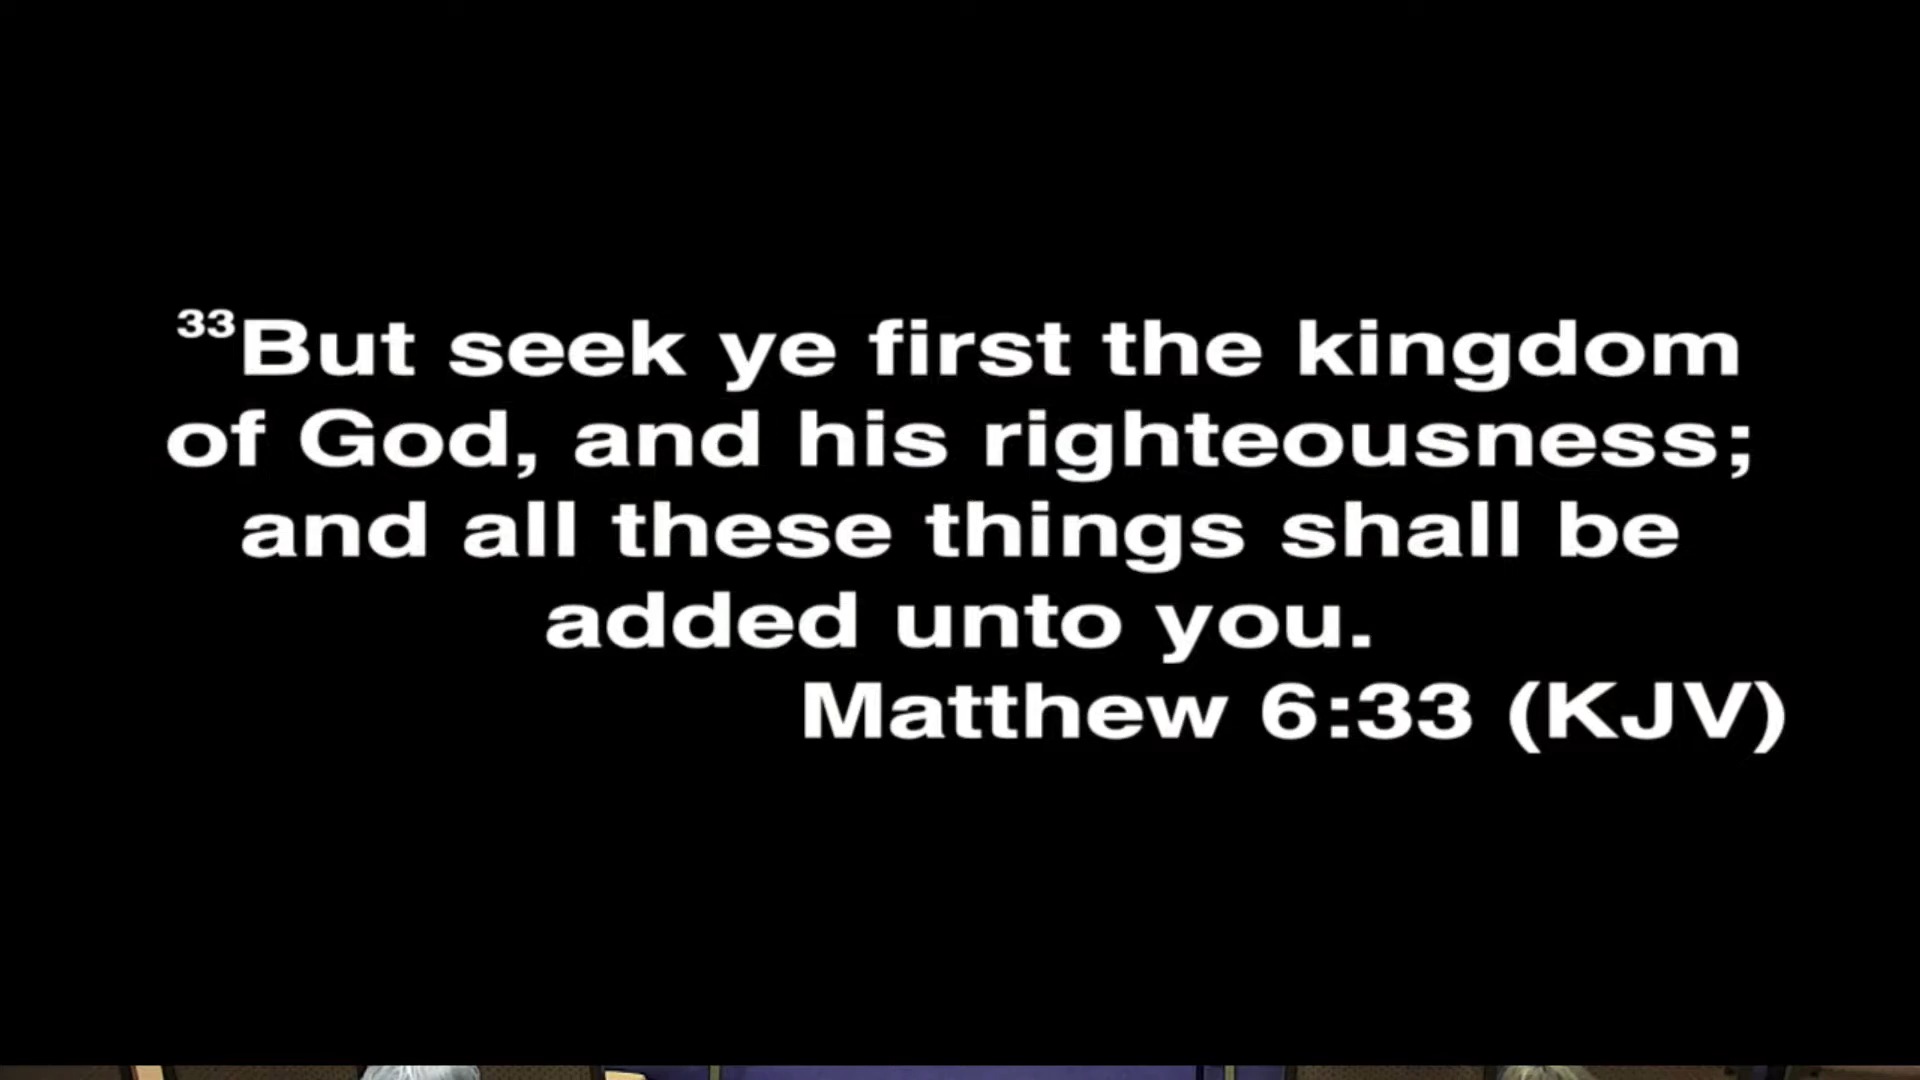 33But seek ye first the kingdom
of God, and his righteousness;
and all these things shall be
added unto you.
Matthew 6:33 (KJV)